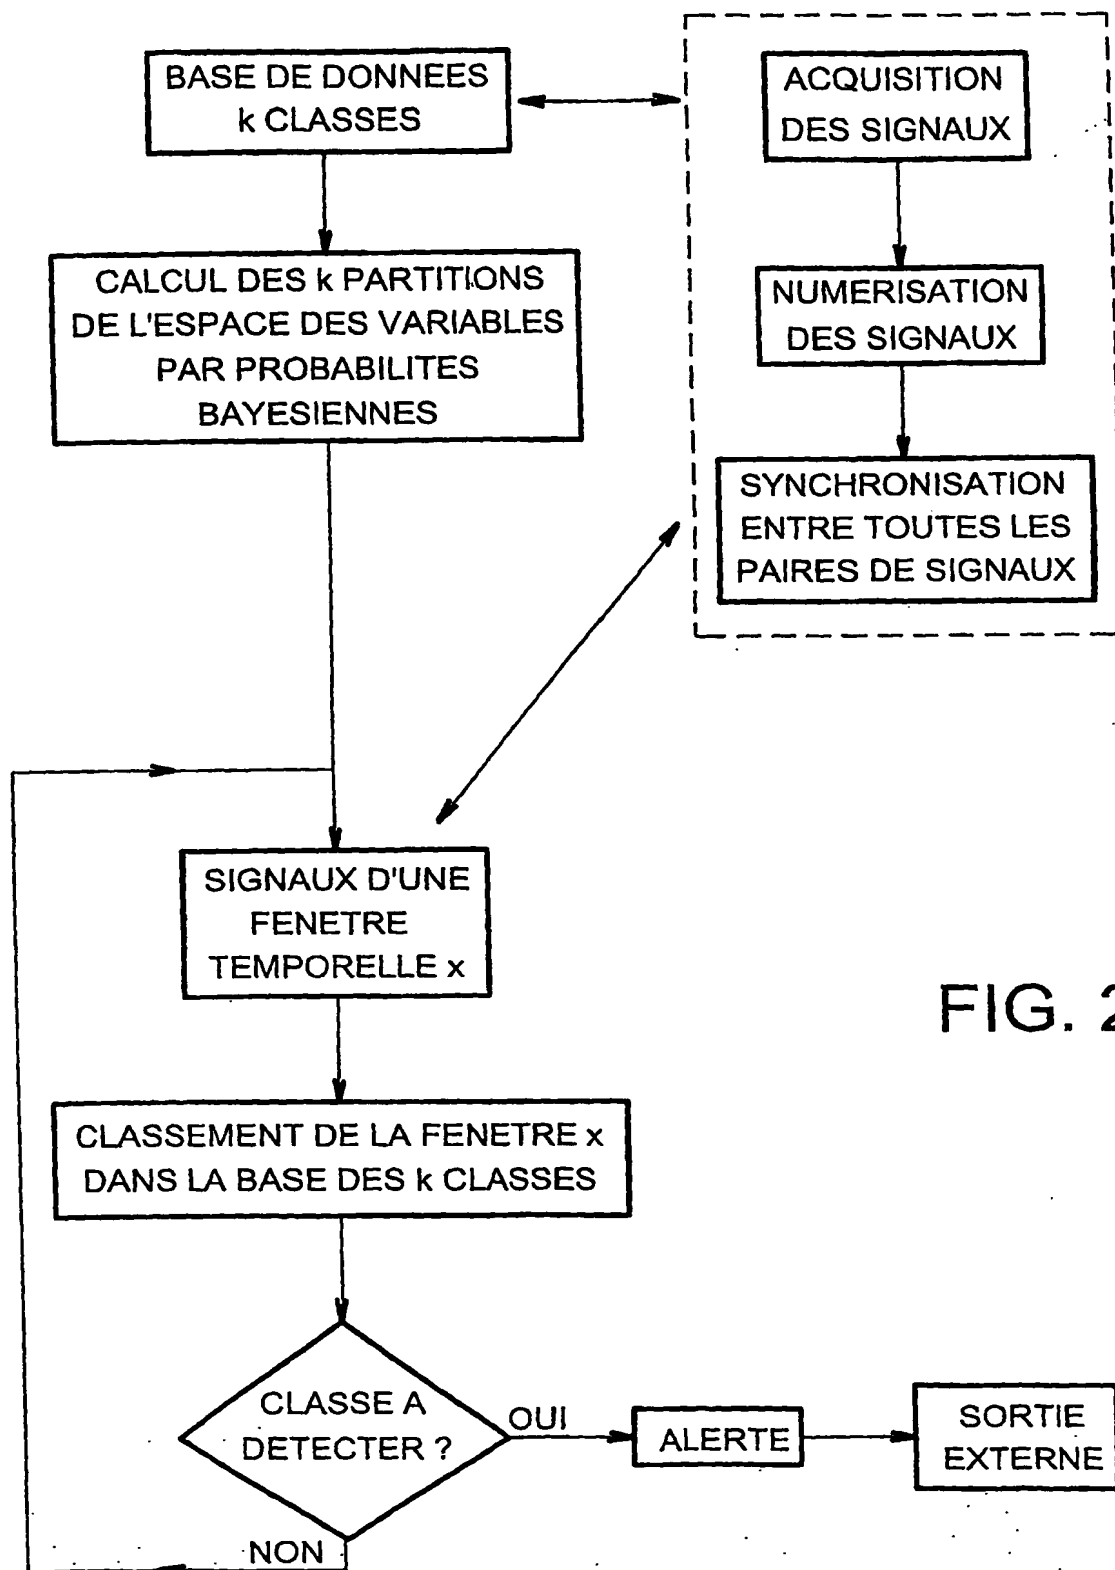 BASE DE DONNEES
k CLASSES
ACQUISITION
DES SIGNAUX
CALCUL DES k PARTITIONS
DE L'ESPACE DES VARIABLES
PAR PROBABILITES
BAYESIENNES
NUMERISATION
DES SIGNAUX
SYNCHRONISATION
ENTRE TOUTES LES
PAIRES DE SIGNAUX
SIGNAUX D'UNE
FENETRE
TEMPORELLE x
FIG. 2
CLASSEMENT DE LA FENETRE x
DANS LA BASE DES k CLASSES
CLASSE A
DETECTER ?
OUI
ALERTE
SORTIE
EXTERNE
NON